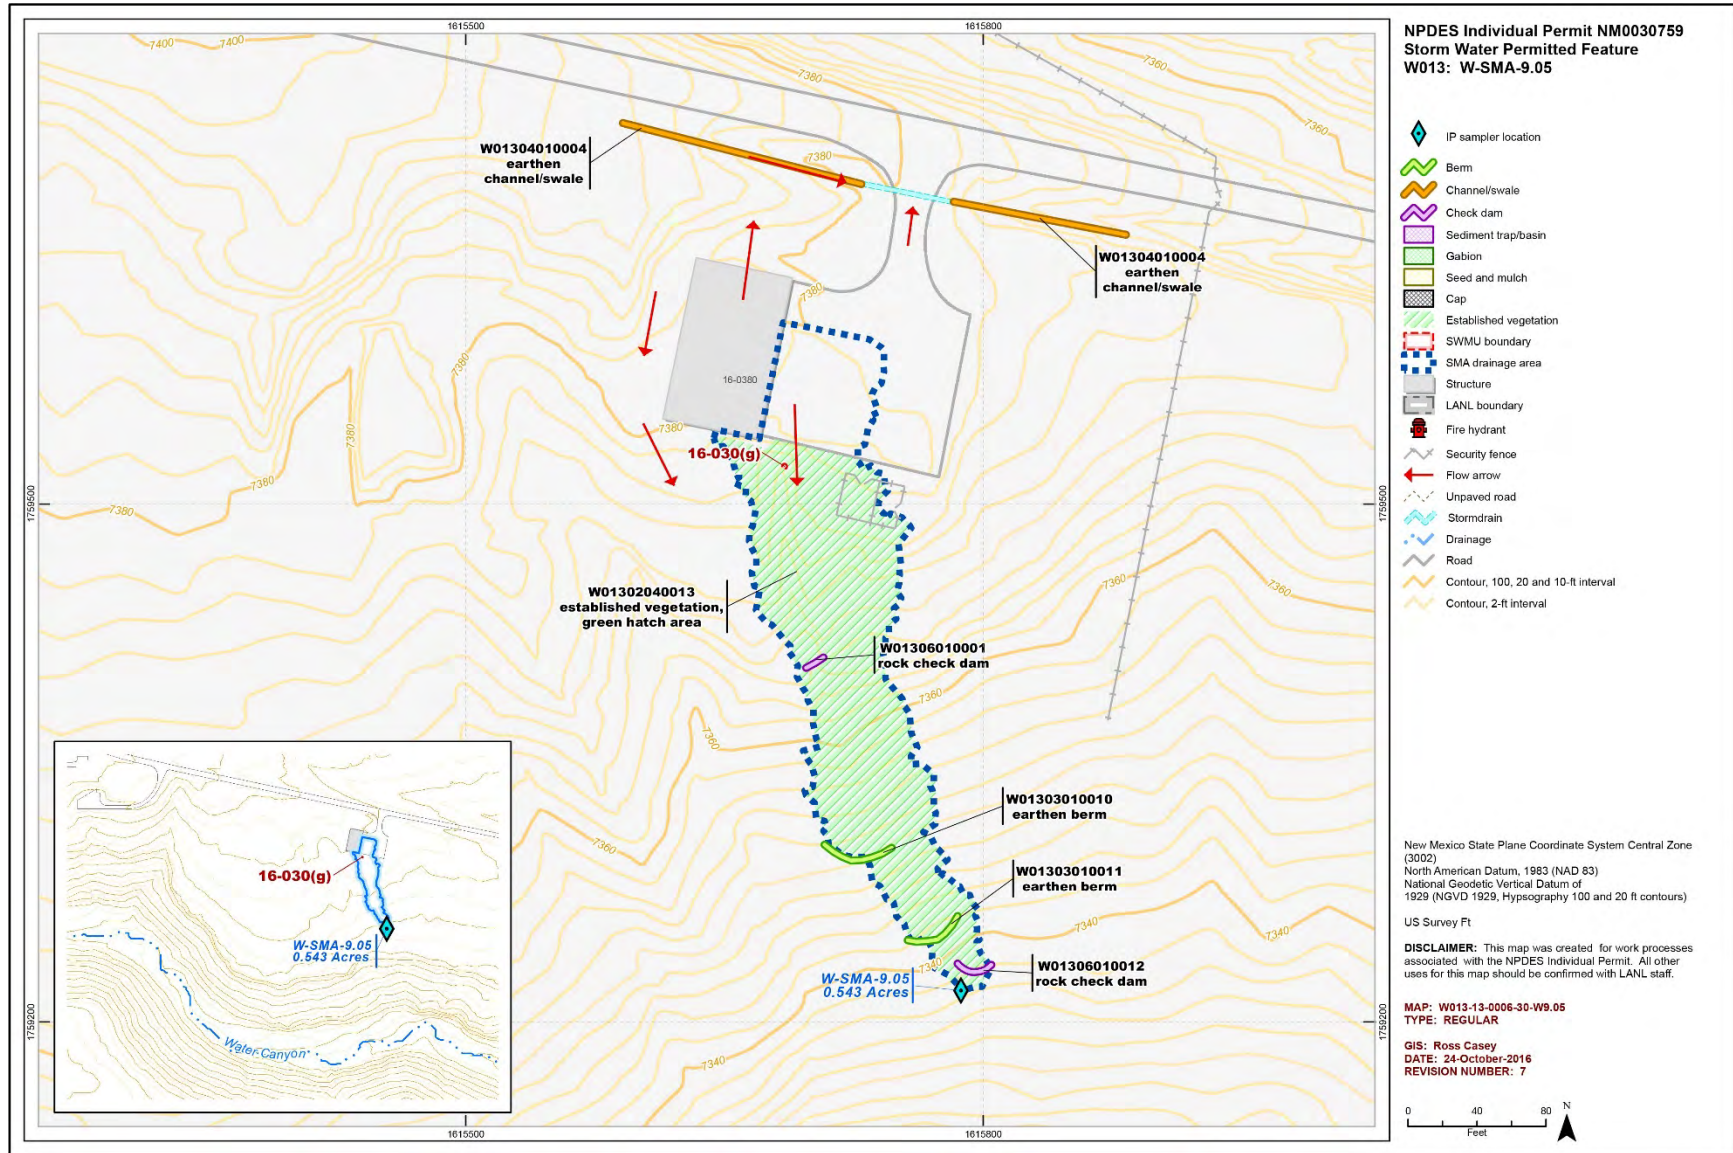 1615500
1615800
7400
7400
7380
7360
7360
W01304010004
earthen
channel/swale
7380
W01304010004
earthen
channel/swale
7380
7380
16-0380
7380
7380
16-030(g)
7380
7380
1759500
1759500
W01302040013
established vegetation,
green hatch area
7360
7360
W01306010001
rock check dam
7360
7360
7360
W01303010010
earthen berm
W01303010011
earthen berm
7340
7340
7340
W01306010012
rock check dam
W-SMA-9.05
0.543 Acres
1759200
1759200
7340
16-030(g)
W-SMA-9.05
0.543 Acres
Water Canyon
1615500
1615800
NPDES Individual Permit NM0030759
Storm Water Permitted Feature
W013: W-SMA-9.05
IP sampler location
Berm
Channel/swale
Check dam
Sediment trap/basin
Gabion
Seed and mulch
Cap
Established vegetation
SWMU boundary
SMA drainage area
Structure
LANL boundary
Fire hydrant
Security fence
Flow arrow
Unpaved road
Stormdrain
Drainage
Road
Contour, 100, 20 and 10-ft interval
Contour, 2-ft interval
New Mexico State Plane Coordinate System Central Zone
(3002)
North American Datum, 1983 (NAD 83)
National Geodetic Vertical Datum of
1929 (NGVD 1929, Hypsography 100 and 20 ft contours)
US Survey Ft
DISCLAIMER: This map was created for work processes
associated with the NPDES Individual Permit. All other
uses for this map should be confirmed with LANL staff.
MAP: W013-13-0006-30-W9.05
TYPE: REGULAR
GIS: Ross Casey
DATE: 24-October-2016
REVISION NUMBER: 7
0 40 80
Feet
N